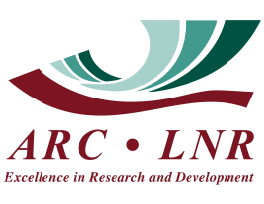 ARC • LNR
Excellence in Research and Development